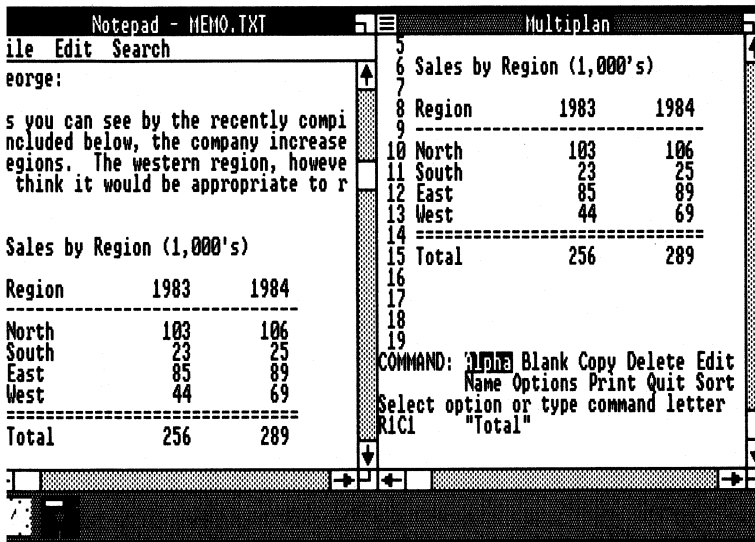 Notepad - MEMO.TXT
ile Edit Search
eorge:
s you can see by the recently compi
ncluded below, the company increase
egions. The western region, howeve
think it would be appropriate to r
Sales by Region (1,000's)
Region 1983 1984
--------------------------------
North 103 106
South 23 25
East 85 89
West 44 69
================================
Total 256 289
Multiplan
5
6 Sales by Region (1,000's)
7
8 Region 1983 1984
9 --------------------------------
10 North 103 106
11 South 23 25
12 East 85 89
13 West 44 69
14 ================================
15 Total 256 289
16
17
18
19
COMMAND: Alpha Blank Copy Delete Edit
Name Options Print Quit Sort
Select option or type command letter
R1C1 "Total"